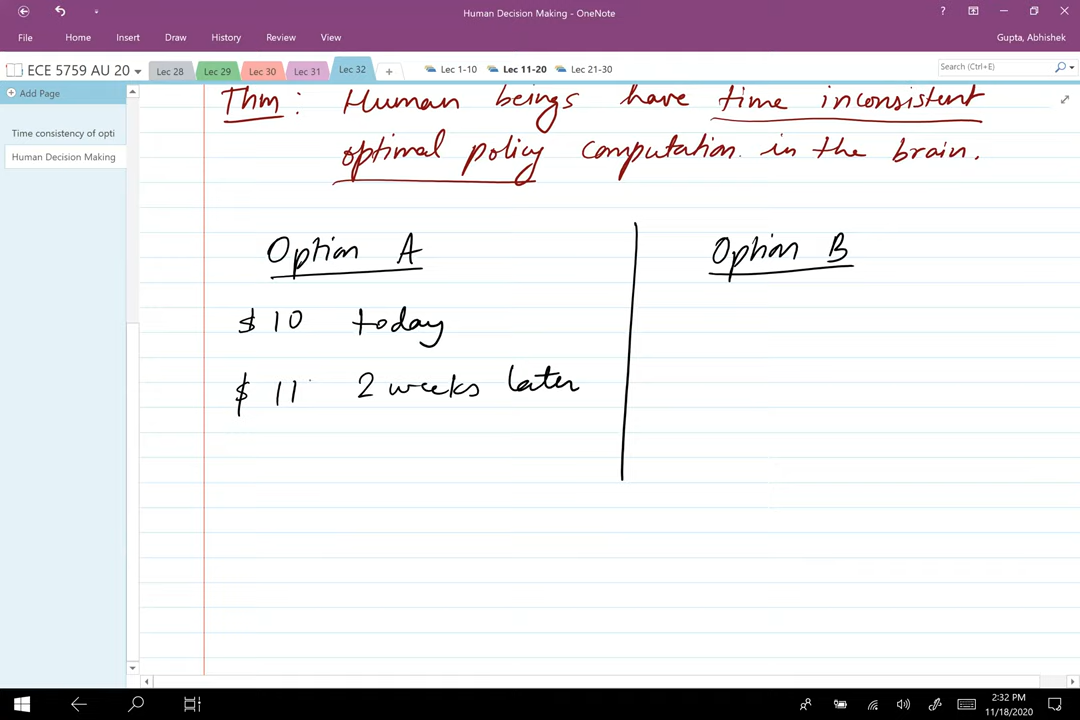 Human Decision Making - OneNote
?
File Home Insert Draw History Review View
Gupta, Abhishek
ECE 5759 AU 20 Lec 28 Lec 29 Lec 30 Lec 31 Lec 32 + Lec 1-10 Lec 11-20 Lec 21-30
Search (Ctrl+E)
Add Page
Time consistency of opti
Human Decision Making
Thm: Human beings have time inconsistent
optimal policy computation in the brain.
Option A
Option B
$ 10 today
$ 11 2 weeks later
2:32 PM
11/18/2020